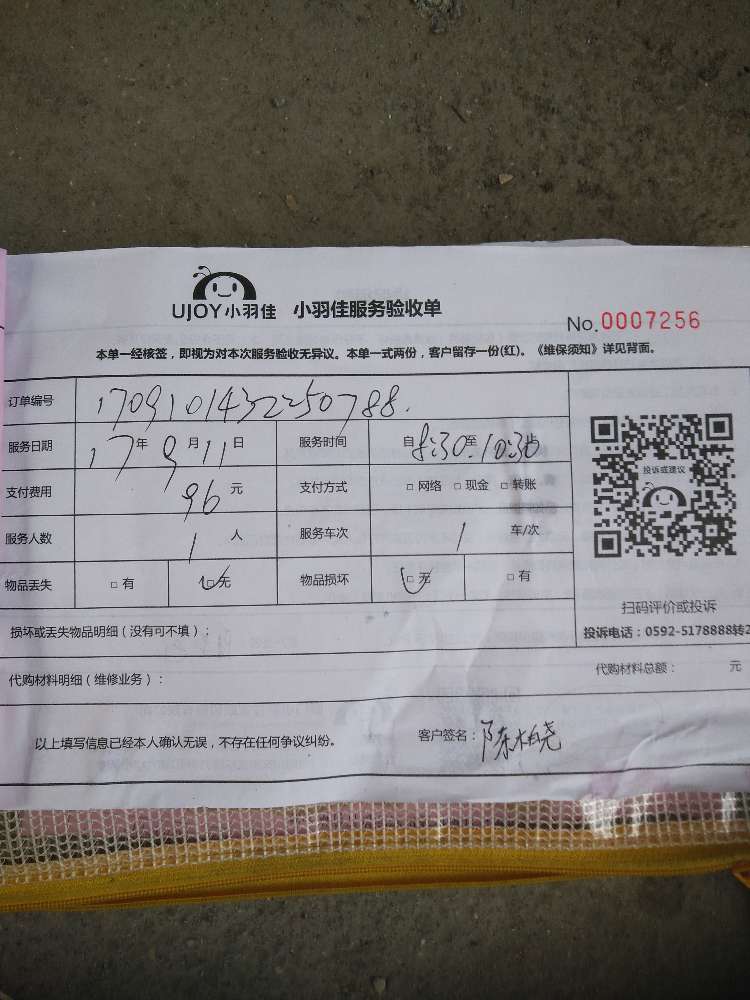 UJOY小羽佳 小羽佳服务验收单
No.0007256
本单一经核签，即视为对本次服务验收无异议。本单一式两份，客户留存一份(红)。《维保须知》详见背面。
订单编号 1709101432250788.
服务日期 17年9月11日 服务时间 自8:30至10:30
支付费用 96元 支付方式 □网络 □现金 □转账
服务人数 1人 服务车次 1 车/次
物品丢失 □有 □无 物品损坏 □无 □有
投诉或建议
扫码评价或投诉
投诉电话：0592-5178888转2
损坏或丢失物品明细（没有可不填）：
代购材料明细（维修业务）： 代购材料总额： 元
以上填写信息已经本人确认无误，不存在任何争议纠纷。 客户签名：陈柏尧